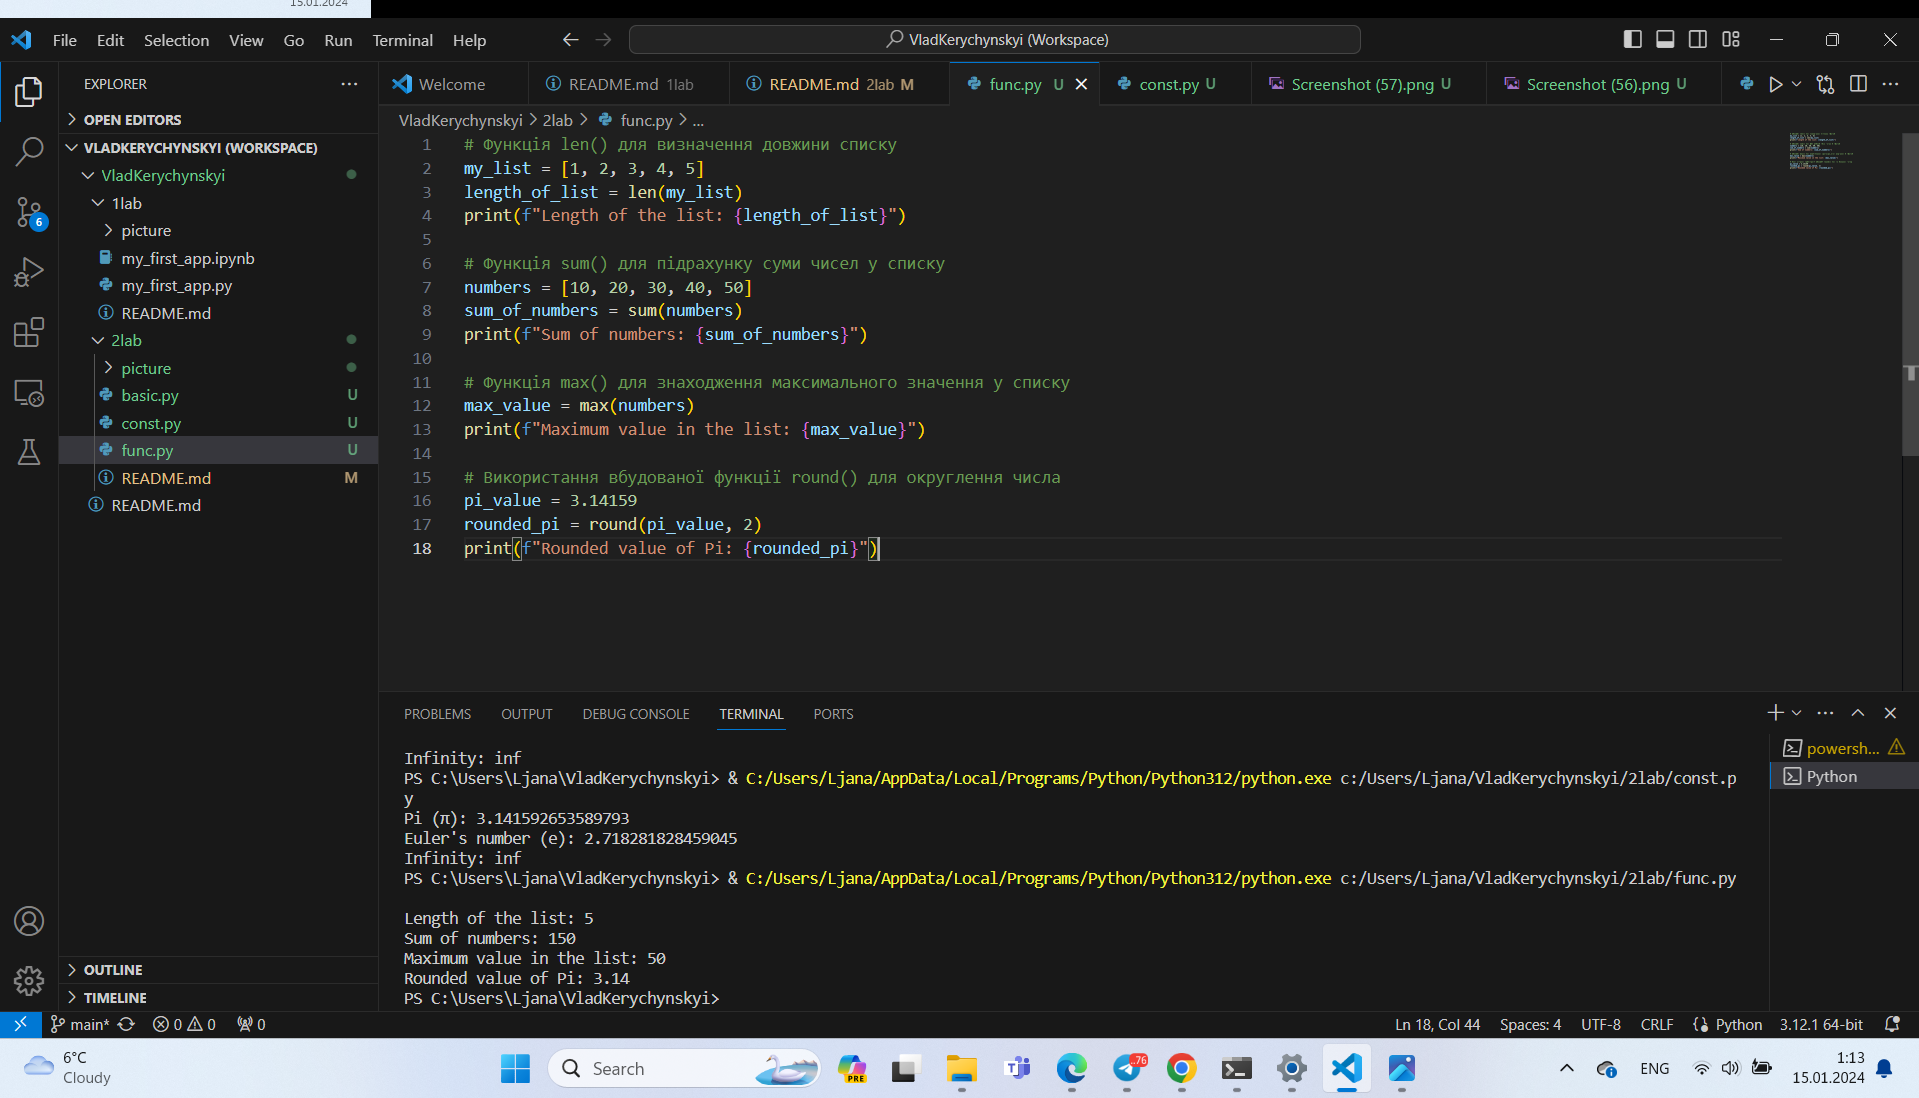 15.01.2024
File Edit Selection View Go Run Terminal Help
VladKerychynskyi (Workspace)
EXPLORER
Welcome
README.md 1lab
README.md 2lab M
func.py U
const.py U
Screenshot (57).png U
Screenshot (56).png U
OPEN EDITORS
VLADKERYCHYNSKYI (WORKSPACE)
VladKerychynskyi
1lab
picture
my_first_app.ipynb
my_first_app.py
README.md
2lab
picture
basic.py U
const.py U
func.py U
README.md M
README.md
OUTLINE
TIMELINE
6
VladKerychynskyi > 2lab > func.py > ...
1 # Функція len() для визначення довжини списку
2 my_list = [1, 2, 3, 4, 5]
3 length_of_list = len(my_list)
4 print(f"Length of the list: {length_of_list}")
5
6 # Функція sum() для підрахунку суми чисел у списку
7 numbers = [10, 20, 30, 40, 50]
8 sum_of_numbers = sum(numbers)
9 print(f"Sum of numbers: {sum_of_numbers}")
10
11 # Функція max() для знаходження максимального значення у списку
12 max_value = max(numbers)
13 print(f"Maximum value in the list: {max_value}")
14
15 # Використання вбудованої функції round() для округлення числа
16 pi_value = 3.14159
17 rounded_pi = round(pi_value, 2)
18 print(f"Rounded value of Pi: {rounded_pi}")
PROBLEMS OUTPUT DEBUG CONSOLE TERMINAL PORTS
Infinity: inf
PS C:\Users\Ljana\VladKerychynskyi> & C:/Users/Ljana/AppData/Local/Programs/Python/Python312/python.exe c:/Users/Ljana/VladKerychynskyi/2lab/const.p
y
Pi (π): 3.141592653589793
Euler's number (e): 2.718281828459045
Infinity: inf
PS C:\Users\Ljana\VladKerychynskyi> & C:/Users/Ljana/AppData/Local/Programs/Python/Python312/python.exe c:/Users/Ljana/VladKerychynskyi/2lab/func.py
Length of the list: 5
Sum of numbers: 150
Maximum value in the list: 50
Rounded value of Pi: 3.14
PS C:\Users\Ljana\VladKerychynskyi>
powersh...
Python
main* 0 0 0
Ln 18, Col 44 Spaces: 4 UTF-8 CRLF Python 3.12.1 64-bit
6°C
Cloudy
Search
PRE
.76
ENG
1:13
15.01.2024